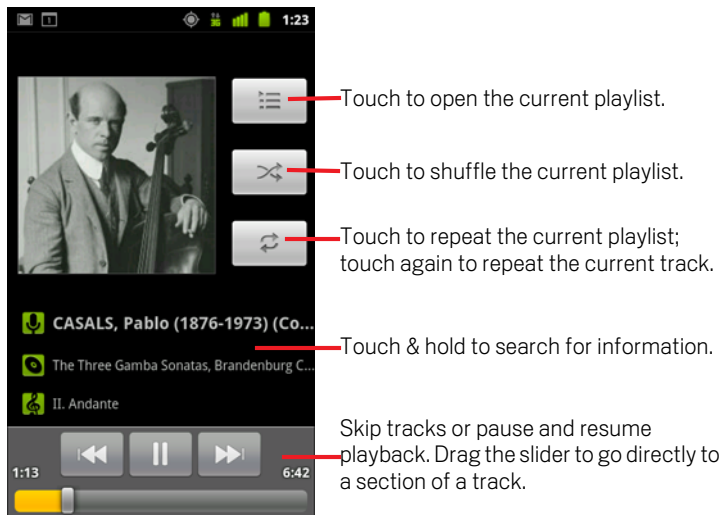 1
3G
1:23
Touch to open the current playlist.
Touch to shuffle the current playlist.
Touch to repeat the current playlist;
touch again to repeat the current track.
CASALS, Pablo (1876-1973) (Co...
The Three Gamba Sonatas, Brandenburg C...
II. Andante
Touch & hold to search for information.
1:13
6:42
Skip tracks or pause and resume
playback. Drag the slider to go directly to
a section of a track.